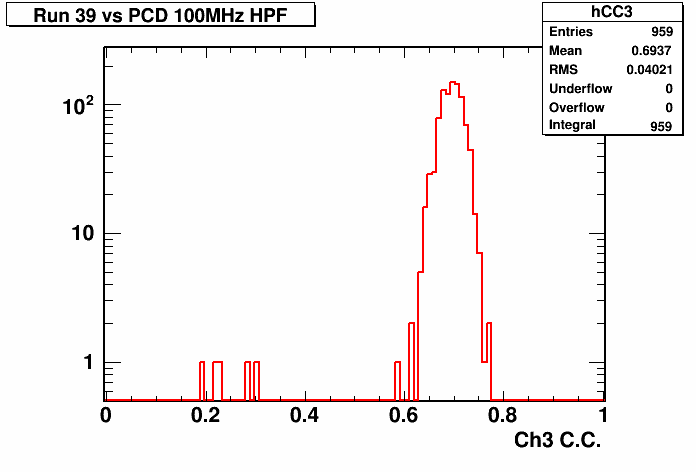 Run 39 vs PCD 100MHz HPF
hCC3
Entries 959
Mean 0.6937
RMS 0.04021
Underflow 0
Overflow 0
Integral 959
10²
10
1
0 0.2 0.4 0.6 0.8 1
Ch3 C.C.